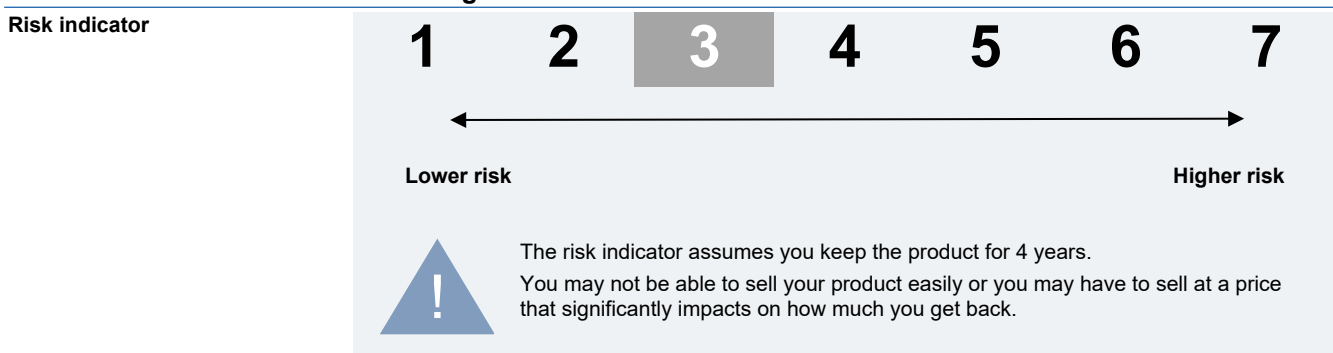 Risk indicator
1 2 3 4 5 6 7
Lower risk Higher risk
!
The risk indicator assumes you keep the product for 4 years.
You may not be able to sell your product easily or you may have to sell at a price
that significantly impacts on how much you get back.